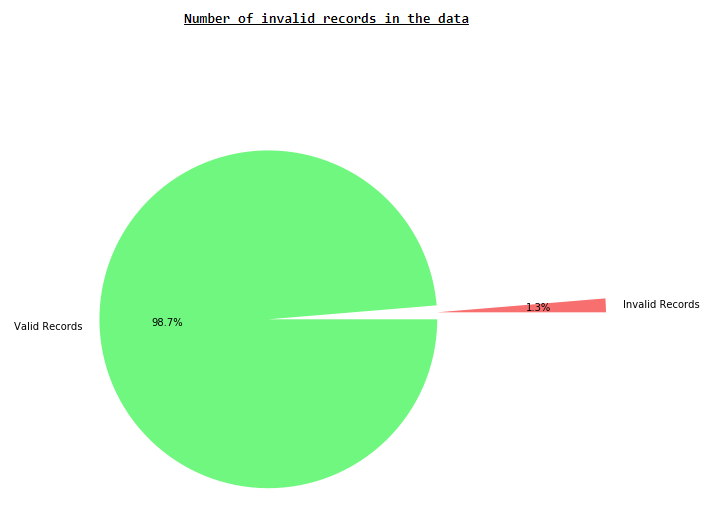 Number of invalid records in the data
1.3%
Invalid Records
98.7%
Valid Records